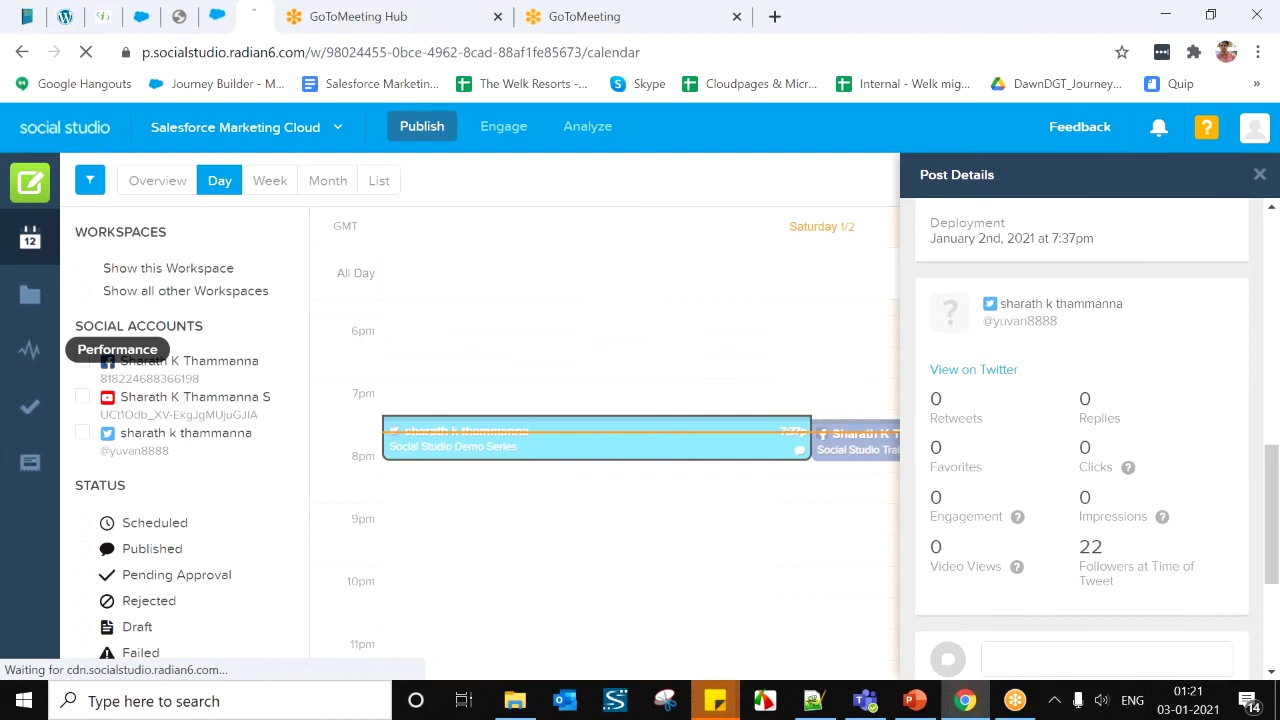 GoToMeeting Hub
GoToMeeting
p.socialstudio.radian6.com/w/98024455-0bce-4962-8cad-88af1fe85673/calendar
Google Hangouts
Journey Builder - M...
Salesforce Marketin...
The Welk Resorts -...
Skype
Cloudpages & Micr...
Internal - Welk mig...
DawnDGT_Journey...
Quip
»
social studio
Salesforce Marketing Cloud
Publish
Engage
Analyze
Feedback
?
12
Overview
Day
Week
Month
List
WORKSPACES
Show this Workspace
Show all other Workspaces
SOCIAL ACCOUNTS
Performance
Sharath K Thammanna
818224688366198
Sharath K Thammanna S
UCt1Odb_XV-EkgJgMUjuGJIA
sharath k thammanna
@yuvan8888
STATUS
Scheduled
Published
Pending Approval
Rejected
Draft
Failed
GMT
Saturday 1/2
All Day
6pm
7pm
8pm
9pm
10pm
11pm
sharath k thammanna
7:37p
Social Studio Demo Series
Sharath K T
Social Studio Trai
Post Details
Deployment
January 2nd, 2021 at 7:37pm
?
sharath k thammanna
@yuvan8888
View on Twitter
0
Retweets
0
Replies
0
Favorites
0
Clicks ?
0
Engagement ?
0
Impressions ?
0
Video Views ?
22
Followers at Time of
Tweet
Waiting for cdn.socialstudio.radian6.com...
Type here to search
ENG
01:21
03-01-2021
14